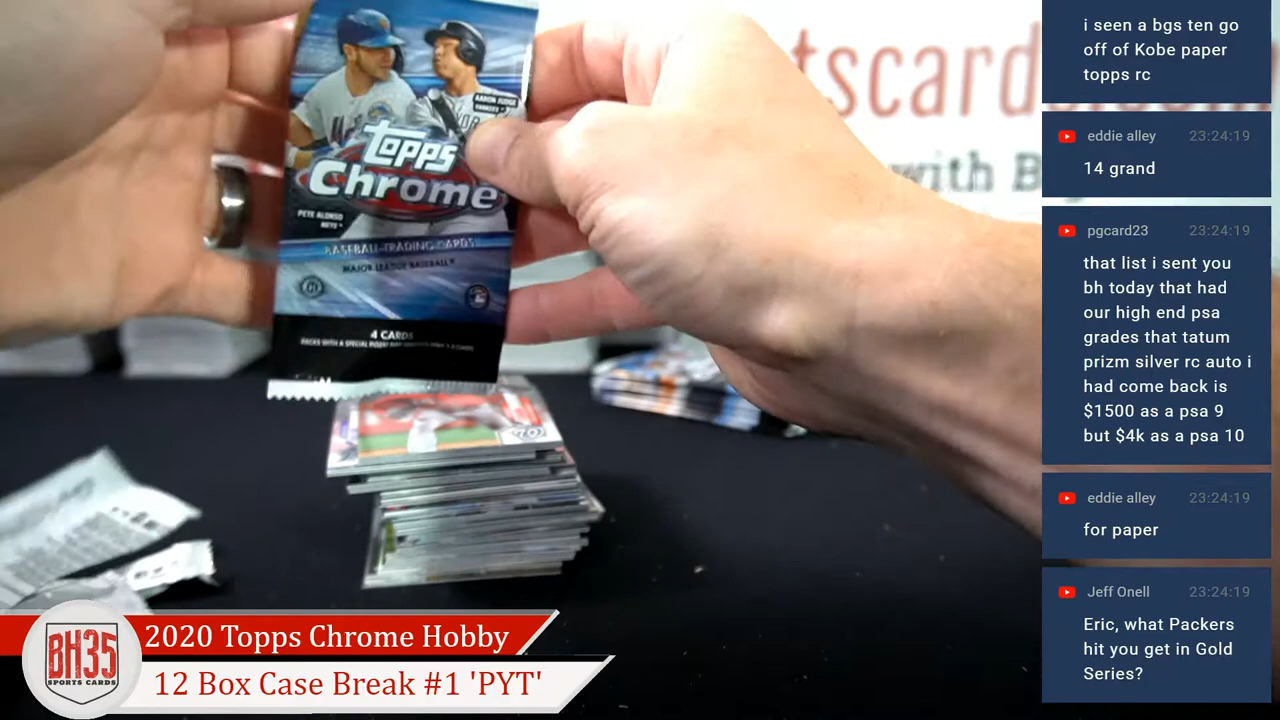 i seen a bgs ten go
off of Kobe paper
topps rc
eddie alley 23:24:19
14 grand
pgcard23 23:24:19
that list i sent you
bh today that had
our high end psa
grades that tatum
prizm silver rc auto i
had come back is
$1500 as a psa 9
but $4k as a psa 10
eddie alley 23:24:19
for paper
Jeff Onell 23:24:19
Eric, what Packers
hit you get in Gold
Series?
AARON JUDGE
YANKEES
topps
Chrome
PETE ALONSO
METS
BASEBALL TRADING CARDS
MAJOR LEAGUE BASEBALL
4 CARDS
with B
BH35
SPORTS CARDS
2020 Topps Chrome Hobby
12 Box Case Break #1 'PYT'